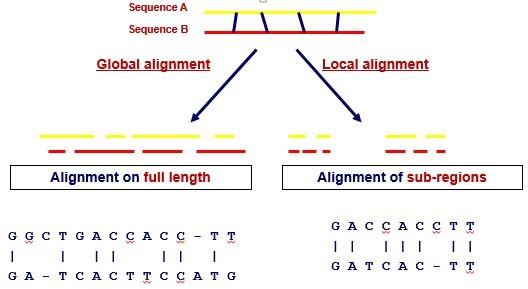 Sequence A
Sequence B
Global alignment
Local alignment
Alignment on full length
Alignment of sub-regions
G G C T G A C C A C C - T T
| | | | | | |
G A - T C A C T T C C A T G
G A C C A C C T T
| | | | | | |
G A T C A C - T T